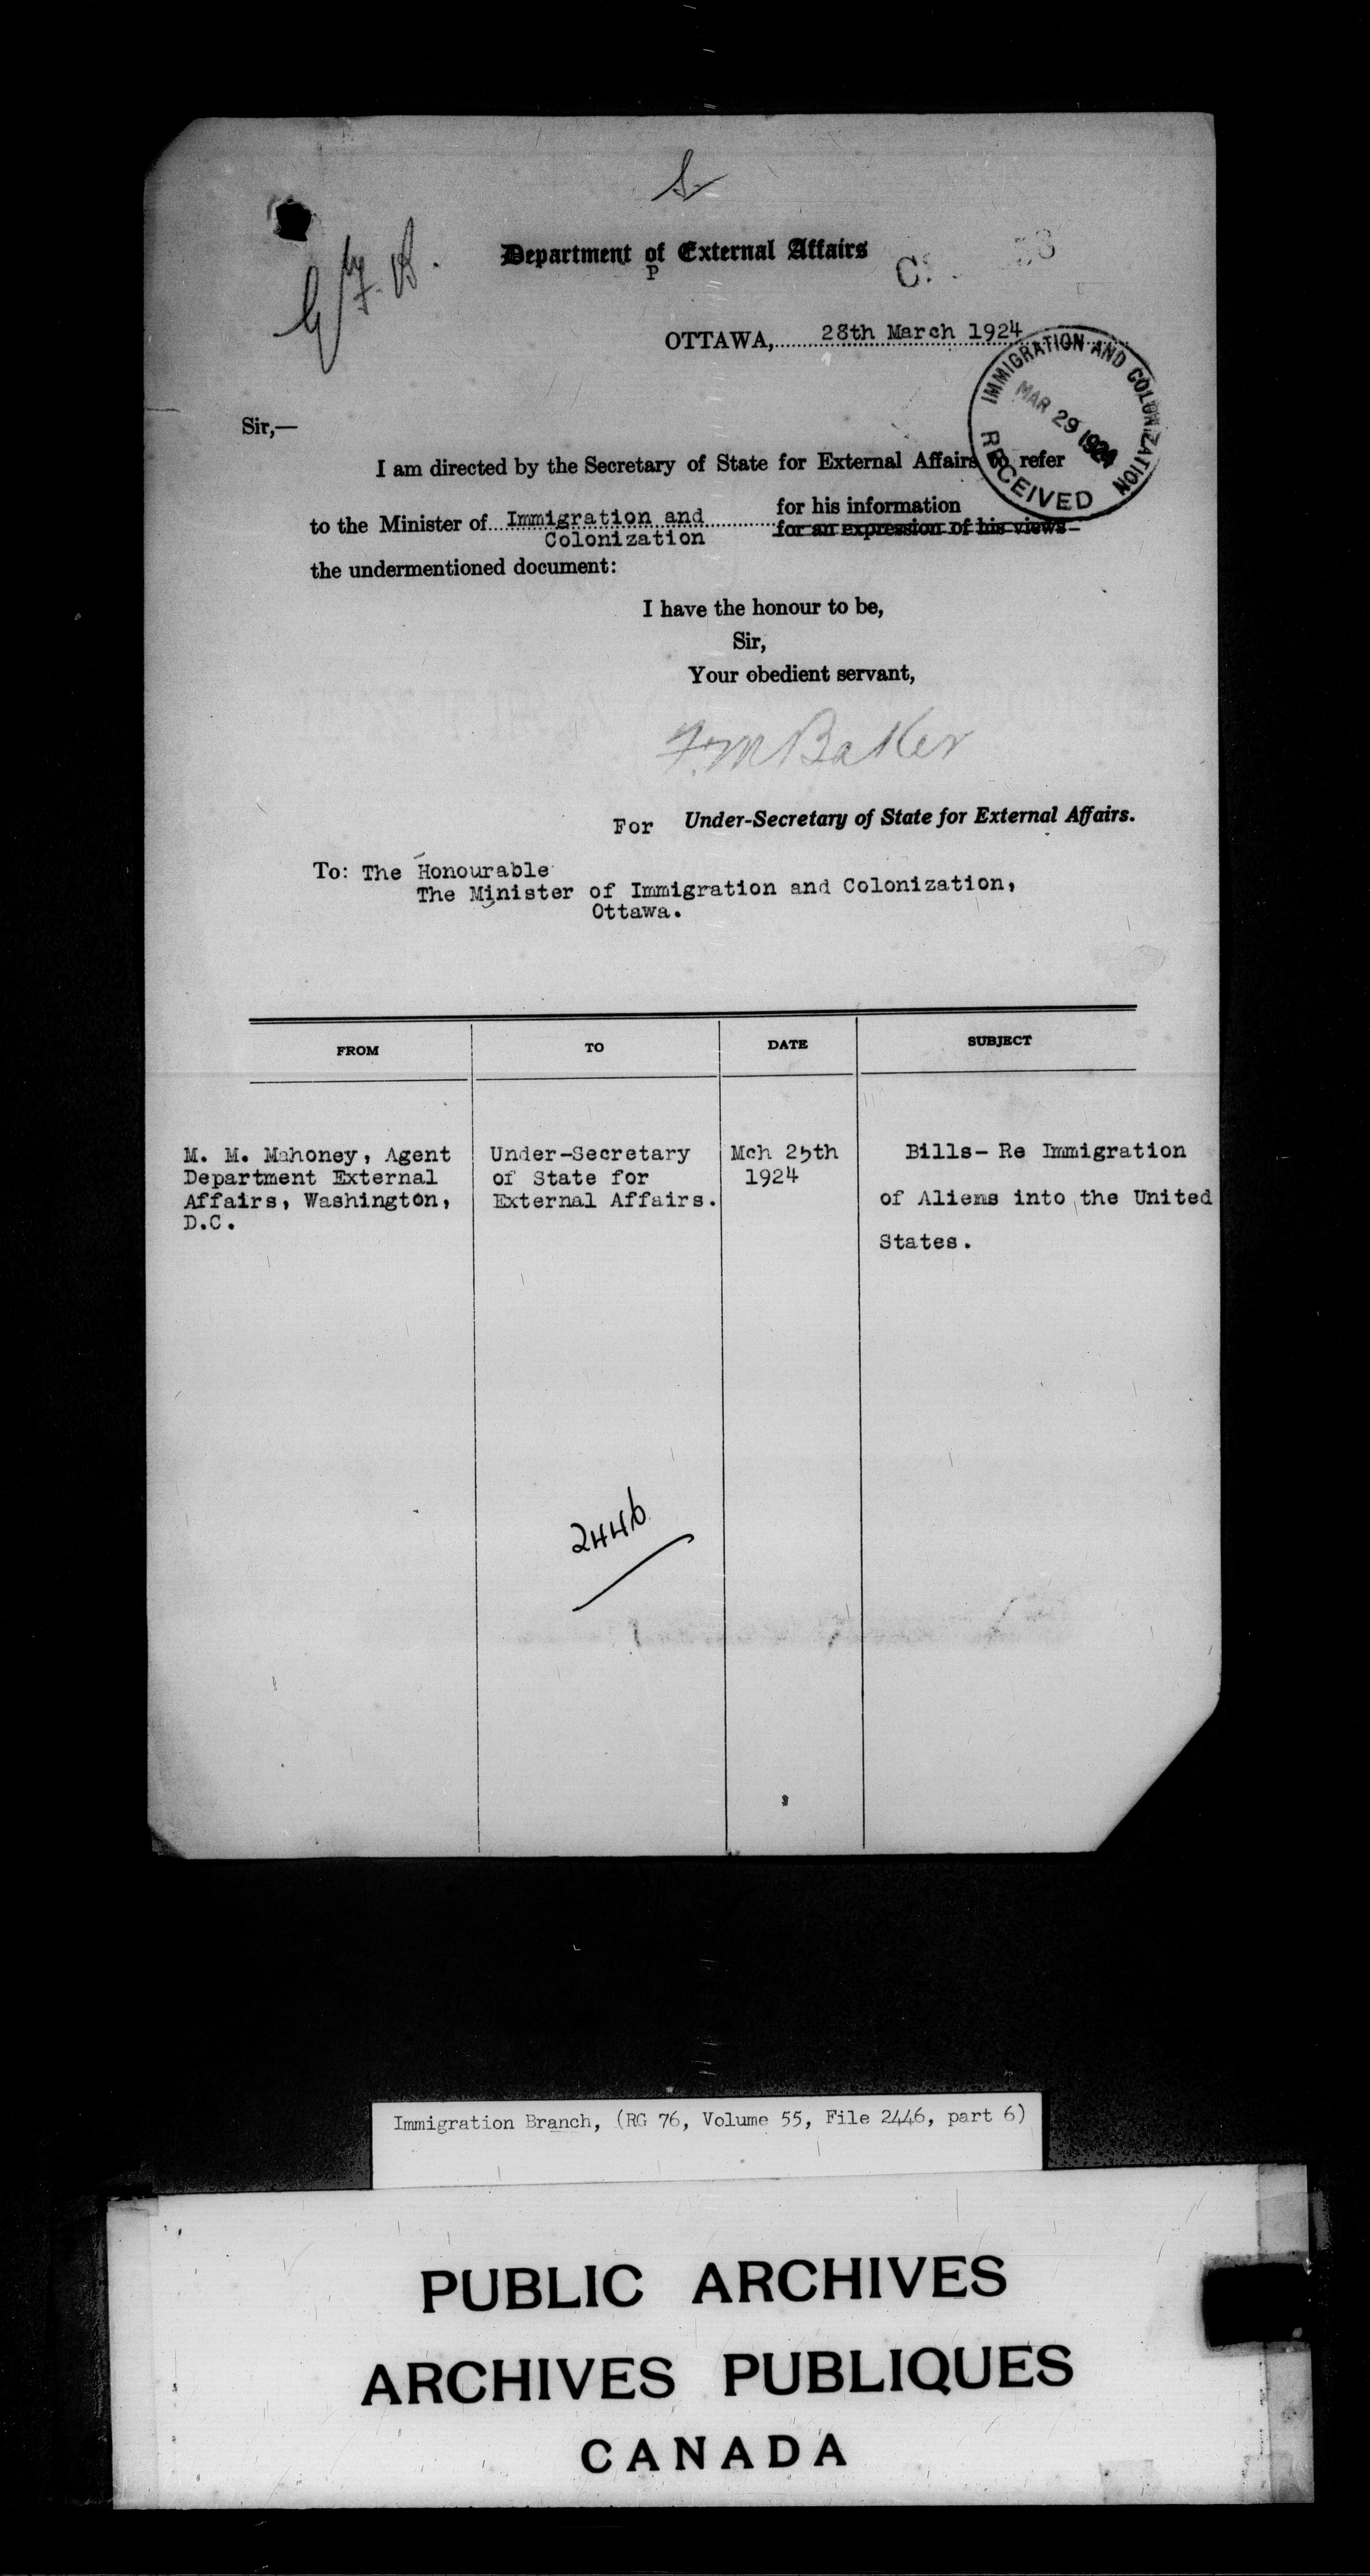 Department of External Affairs
P
OTTAWA, 28th March 1924
IMMIGRATION AND COLONIZATION
MAR 29 1924
RECEIVED
Sir,—
I am directed by the Secretary of State for External Affairs to refer
for his information
to the Minister of Immigration and for an expression of his views
Colonization
the undermentioned document:
I have the honour to be,
Sir,
Your obedient servant,
F.M Baker
For Under-Secretary of State for External Affairs.
To: The Honourable
The Minister of Immigration and Colonization,
Ottawa.
FROM TO DATE SUBJECT
M. M. Mahoney, Agent Under-Secretary Mch 25th Bills- Re Immigration
Department External of State for 1924
Affairs, Washington, External Affairs. of Aliens into the United
D.C.
States.
2446
Immigration Branch, (RG 76, Volume 55, File 2446, part 6)
PUBLIC ARCHIVES
ARCHIVES PUBLIQUES
CANADA